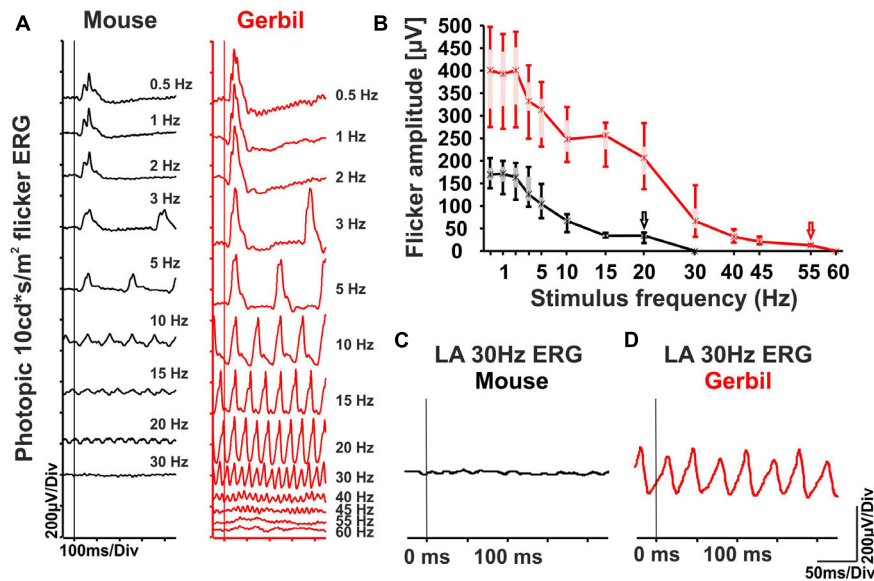 A
Mouse
Gerbil
Photopic 10cd*s/m² flicker ERG
0.5 Hz
1 Hz
2 Hz
3 Hz
5 Hz
10 Hz
15 Hz
20 Hz
30 Hz
200µV/Div
100ms/Div
0.5 Hz
1 Hz
2 Hz
3 Hz
5 Hz
10 Hz
15 Hz
20 Hz
30 Hz
40 Hz
45 Hz
55 Hz
60 Hz
B
Flicker amplitude [µV]
500
450
400
350
300
250
200
150
100
50
0
1 5 10 15 20 30 40 45 55 60
Stimulus frequency (Hz)
C
LA 30Hz ERG
Mouse
0 ms 100 ms
D
LA 30Hz ERG
Gerbil
0 ms 100 ms
200µV/Div
50ms/Div